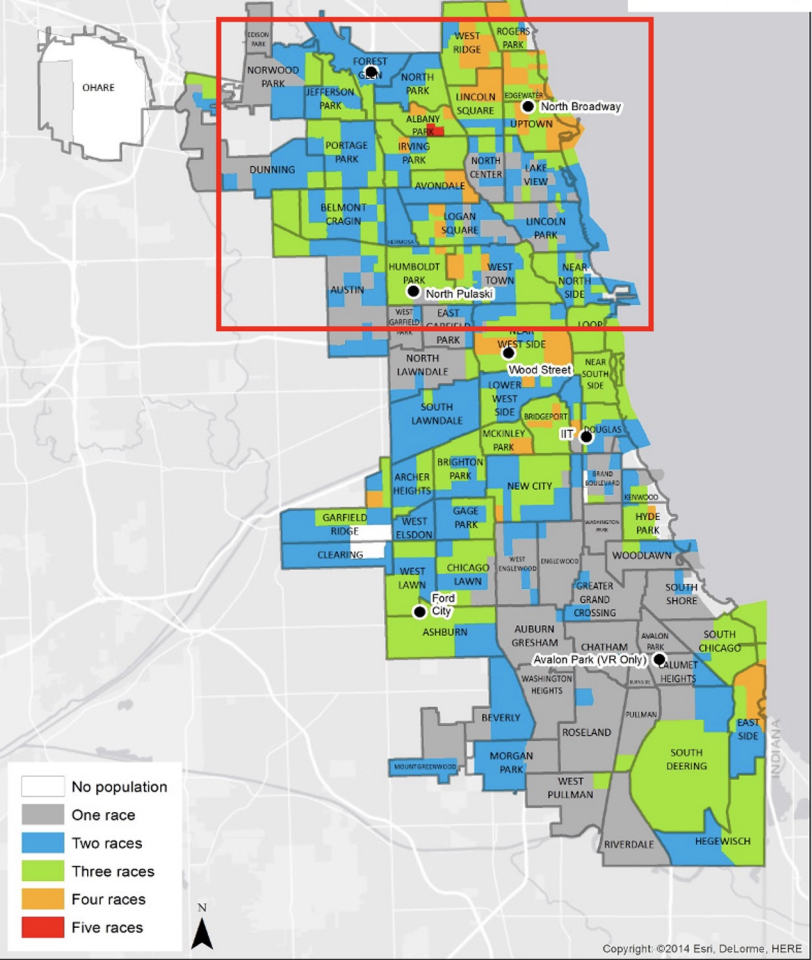 EDISON
PARK
NORWOOD
PARK
OHARE
FOREST
GLEN
JEFFERSON
PARK
NORTH
PARK
WEST
RIDGE
ROGERS
PARK
LINCOLN
SQUARE
EDGEWATER
North Broadway
UPTOWN
ALBANY
PARK
IRVING
PARK
PORTAGE
PARK
DUNNING
NORTH
CENTER
LAKE
VIEW
AVONDALE
BELMONT
CRAGIN
LOGAN
SQUARE
LINCOLN
PARK
HERMOSA
HUMBOLDT
PARK
WEST
TOWN
NEAR
NORTH
SIDE
AUSTIN
North Pulaski
WEST
GARFIELD
PARK
EAST
GARFIELD
PARK
LOOP
NEAR
WEST SIDE
Wood Street
NORTH
LAWNDALE
NEAR
SOUTH
SIDE
LOWER
WEST
SIDE
SOUTH
LAWNDALE
BRIDGEPORT
IIT
DOUGLAS
MCKINLEY
PARK
BRIGHTON
PARK
ARCHER
HEIGHTS
NEW CITY
GRAND
BOULEVARD
KENWOOD
GARFIELD
RIDGE
WEST
ELSDON
GAGE
PARK
WASHINGTON
PARK
HYDE
PARK
CLEARING
WEST
LAWN
CHICAGO
LAWN
WEST
ENGLEWOOD
ENGLEWOOD
WOODLAWN
GREATER
GRAND
CROSSING
SOUTH
SHORE
Ford
City
ASHBURN
AUBURN
GRESHAM
CHATHAM
AVALON
PARK
SOUTH
CHICAGO
Avalon Park (VR Only)
CALUMET
HEIGHTS
WASHINGTON
HEIGHTS
BURNSIDE
PULLMAN
BEVERLY
ROSELAND
EAST
SIDE
INDIANA
MOUNT GREENWOOD
MORGAN
PARK
SOUTH
DEERING
WEST
PULLMAN
RIVERDALE
HEGEWISCH
No population
One race
Two races
Three races
Four races
Five races
N
Copyright: ©2014 Esri, DeLorme, HERE